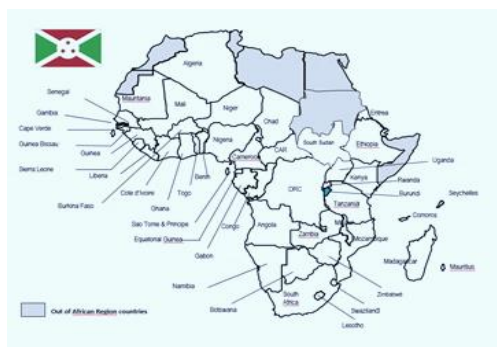 Algeria
Senegal
Mauritania
Mali
Niger
Chad
Eritrea
Gambia
Cape Verde
Guinea Bissau
Guinea
Nigeria
South Sudan
Ethiopia
Sierra Leone
Liberia
Cameroon
CAR
Uganda
Burkina Faso
Cote d'Ivoire
Togo
Benin
Kenya
Rwanda
Ghana
DRC
Burundi
Seychelles
Sao Tome & Principe
Equatorial Guinea
Congo
Tanzania
Comoros
Gabon
Angola
Zambia
Mozambique
Madagascar
Mauritius
Namibia
Zimbabwe
Botswana
South
Africa
Swaziland
Lesotho
Out of African Region countries